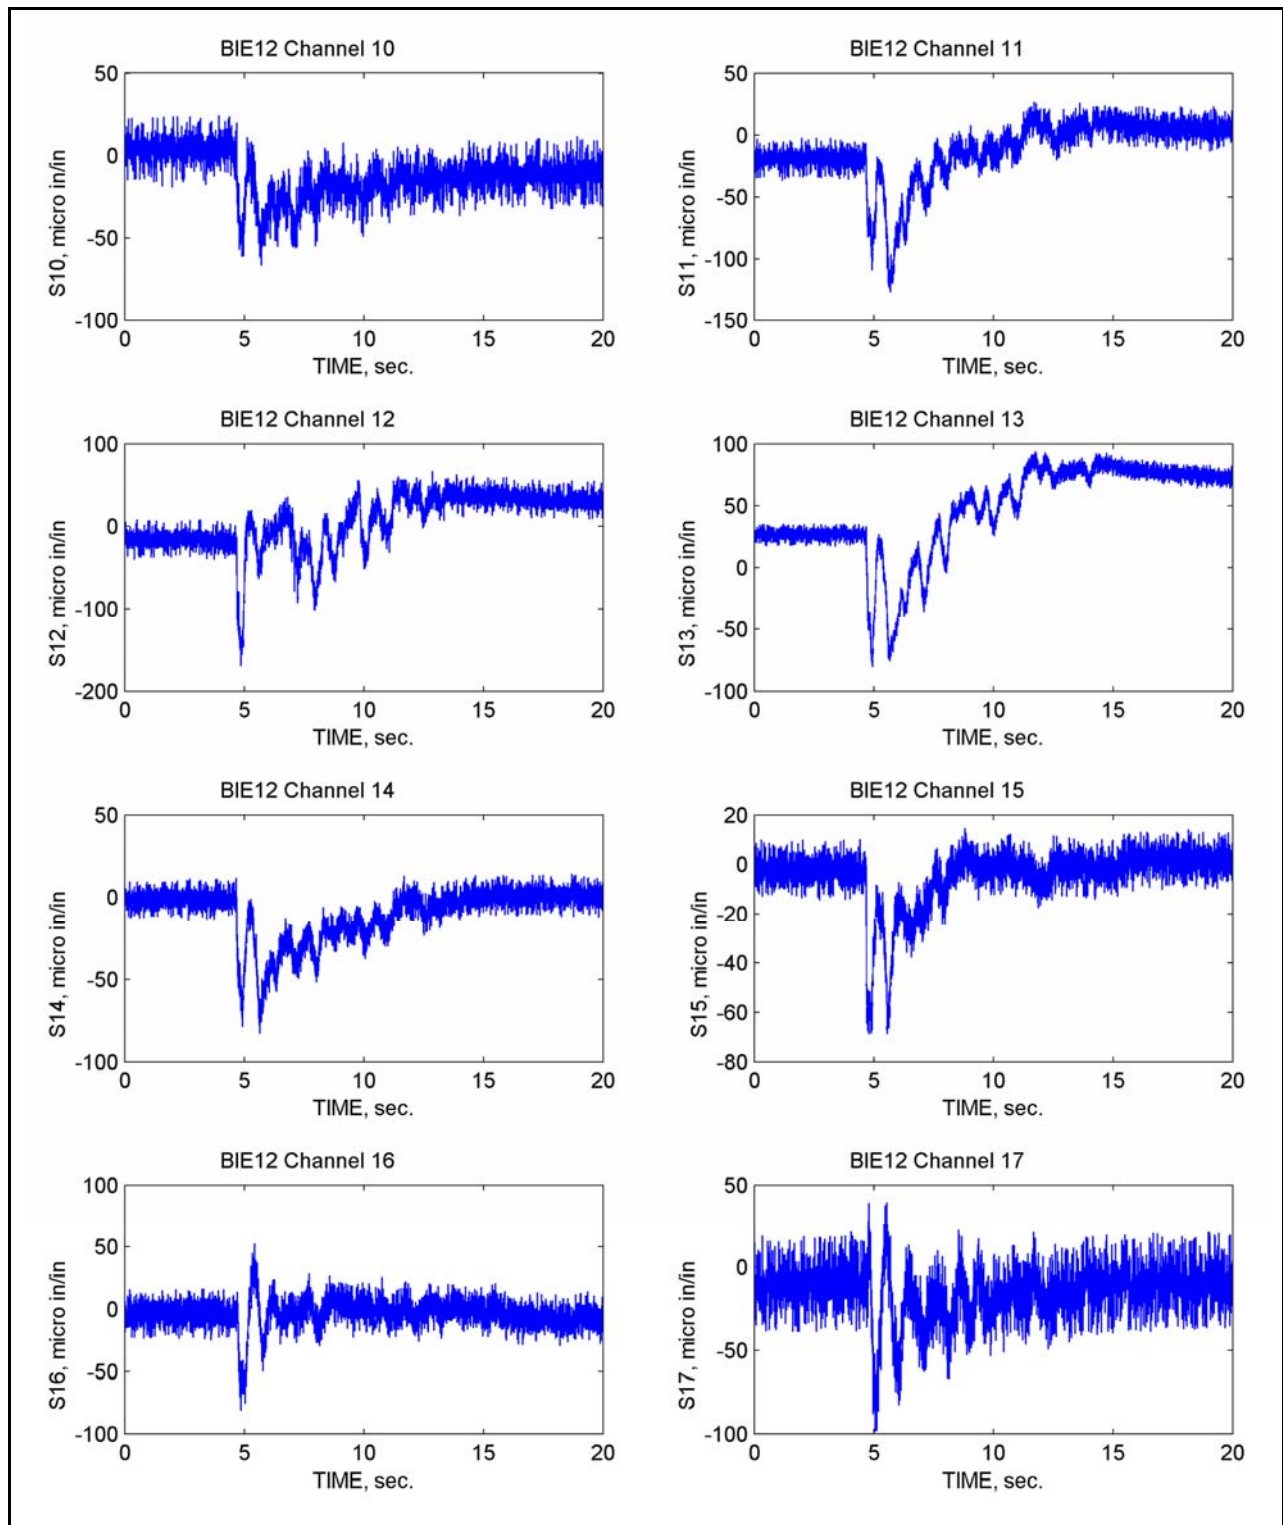 BIE12 Channel 10
50
0
-50
-100
S10, micro in/in
0 5 10 15 20
TIME, sec.
BIE12 Channel 11
50
0
-50
-100
-150
S11, micro in/in
0 5 10 15 20
TIME, sec.
BIE12 Channel 12
100
0
-100
-200
S12, micro in/in
0 5 10 15 20
TIME, sec.
BIE12 Channel 13
100
50
0
-50
-100
S13, micro in/in
0 5 10 15 20
TIME, sec.
BIE12 Channel 14
50
0
-50
-100
S14, micro in/in
0 5 10 15 20
TIME, sec.
BIE12 Channel 15
20
0
-20
-40
-60
-80
S15, micro in/in
0 5 10 15 20
TIME, sec.
BIE12 Channel 16
100
50
0
-50
-100
S16, micro in/in
0 5 10 15 20
TIME, sec.
BIE12 Channel 17
50
0
-50
-100
S17, micro in/in
0 5 10 15 20
TIME, sec.